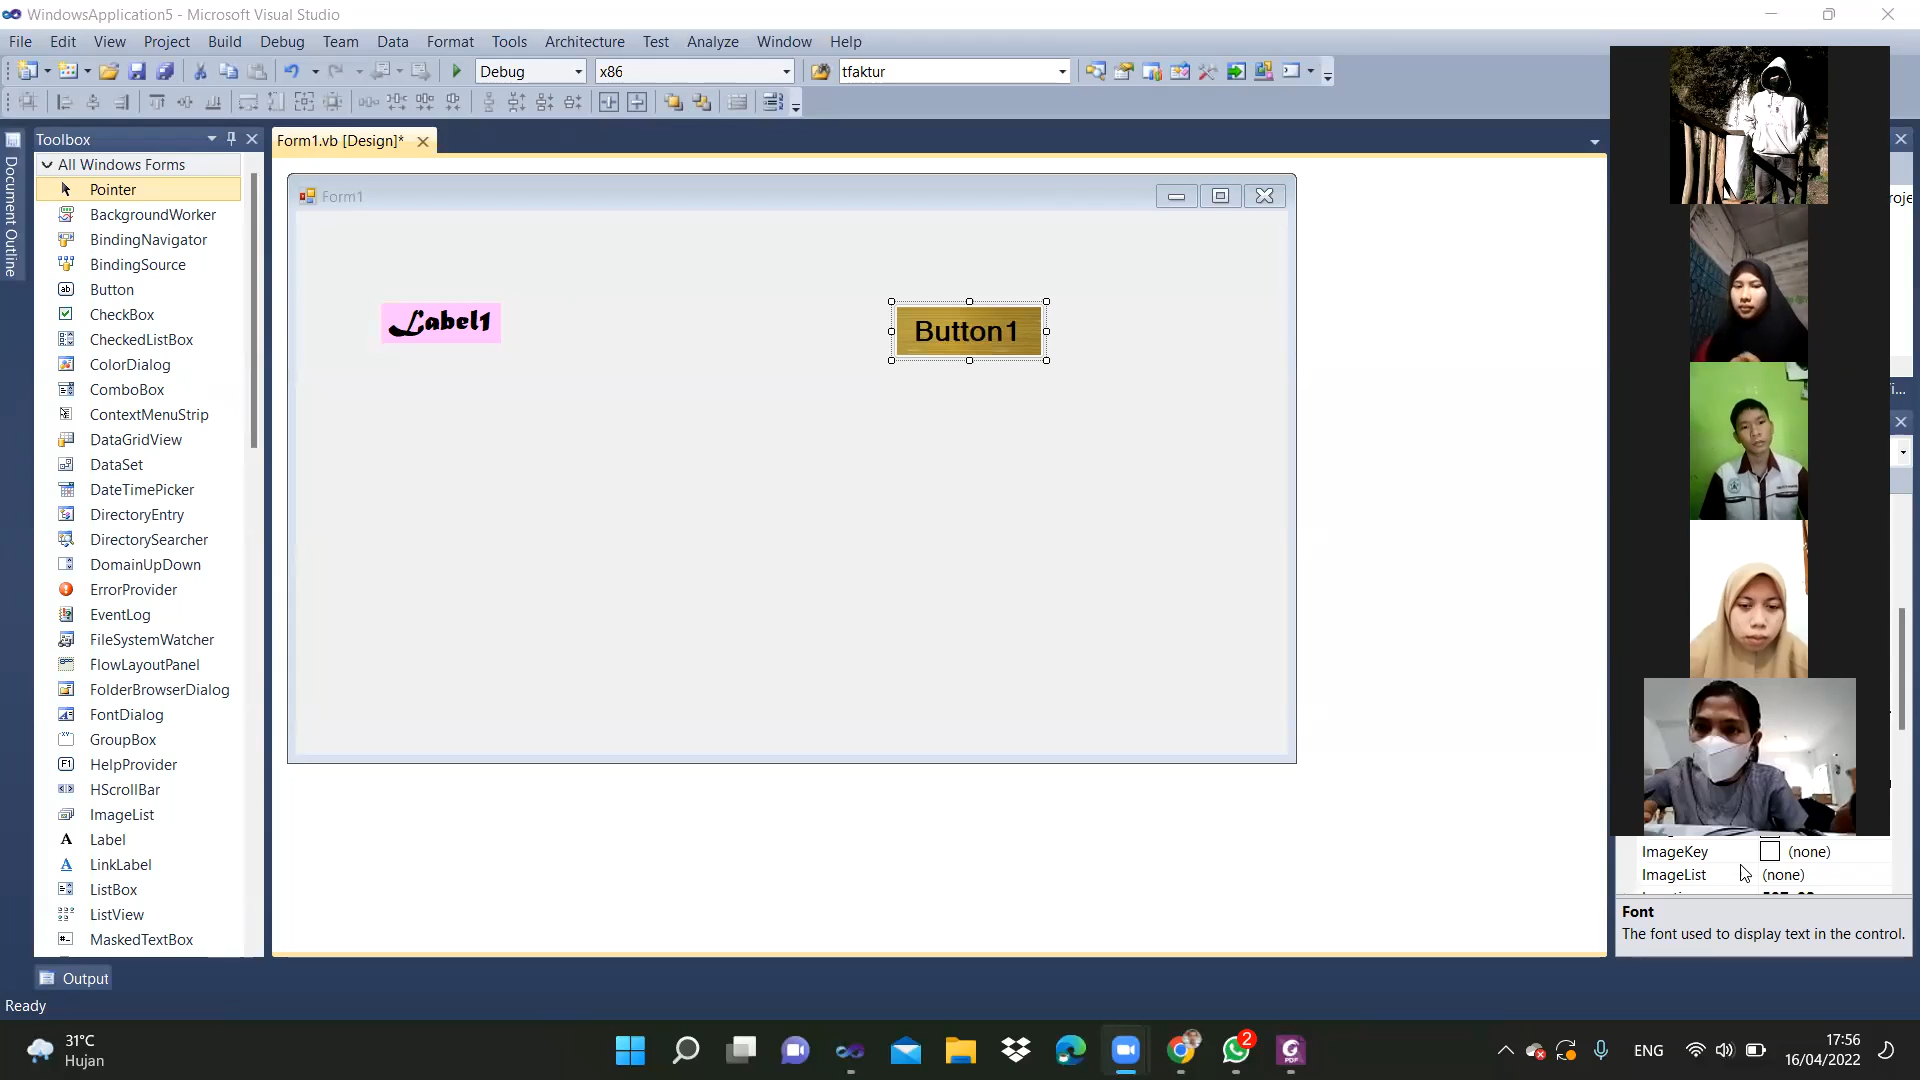 WindowsApplication5 - Microsoft Visual Studio
File Edit View Project Build Debug Team Data Format Tools Architecture Test Analyze Window Help
Debug x86 tfaktur
Document Outline
Toolbox
All Windows Forms
Pointer
BackgroundWorker
BindingNavigator
BindingSource
Button
CheckBox
CheckedListBox
ColorDialog
ComboBox
ContextMenuStrip
DataGridView
DataSet
DateTimePicker
DirectoryEntry
DirectorySearcher
DomainUpDown
ErrorProvider
EventLog
FileSystemWatcher
FlowLayoutPanel
FolderBrowserDialog
FontDialog
GroupBox
HelpProvider
HScrollBar
ImageList
Label
LinkLabel
ListBox
ListView
MaskedTextBox
Form1.vb [Design]*
Form1
Label1
Button1
ImageKey (none)
ImageList (none)
Font
The font used to display text in the control.
Output
Ready
31°C
Hujan
2
ENG
17:56
16/04/2022